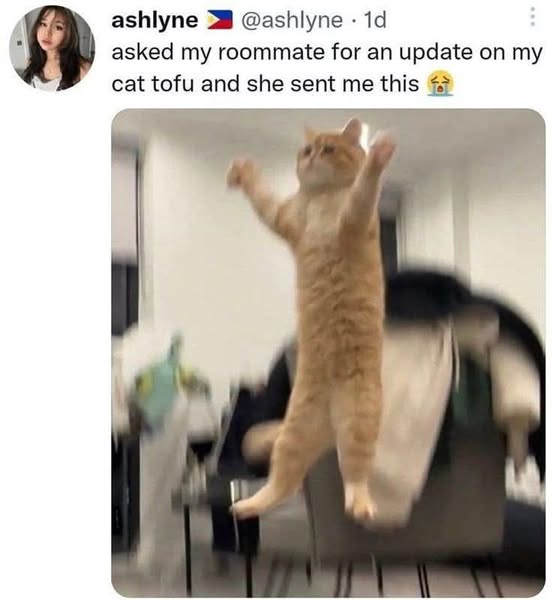 ashlyne 🇵🇭 @ashlyne · 1d
asked my roommate for an update on my
cat tofu and she sent me this 😭